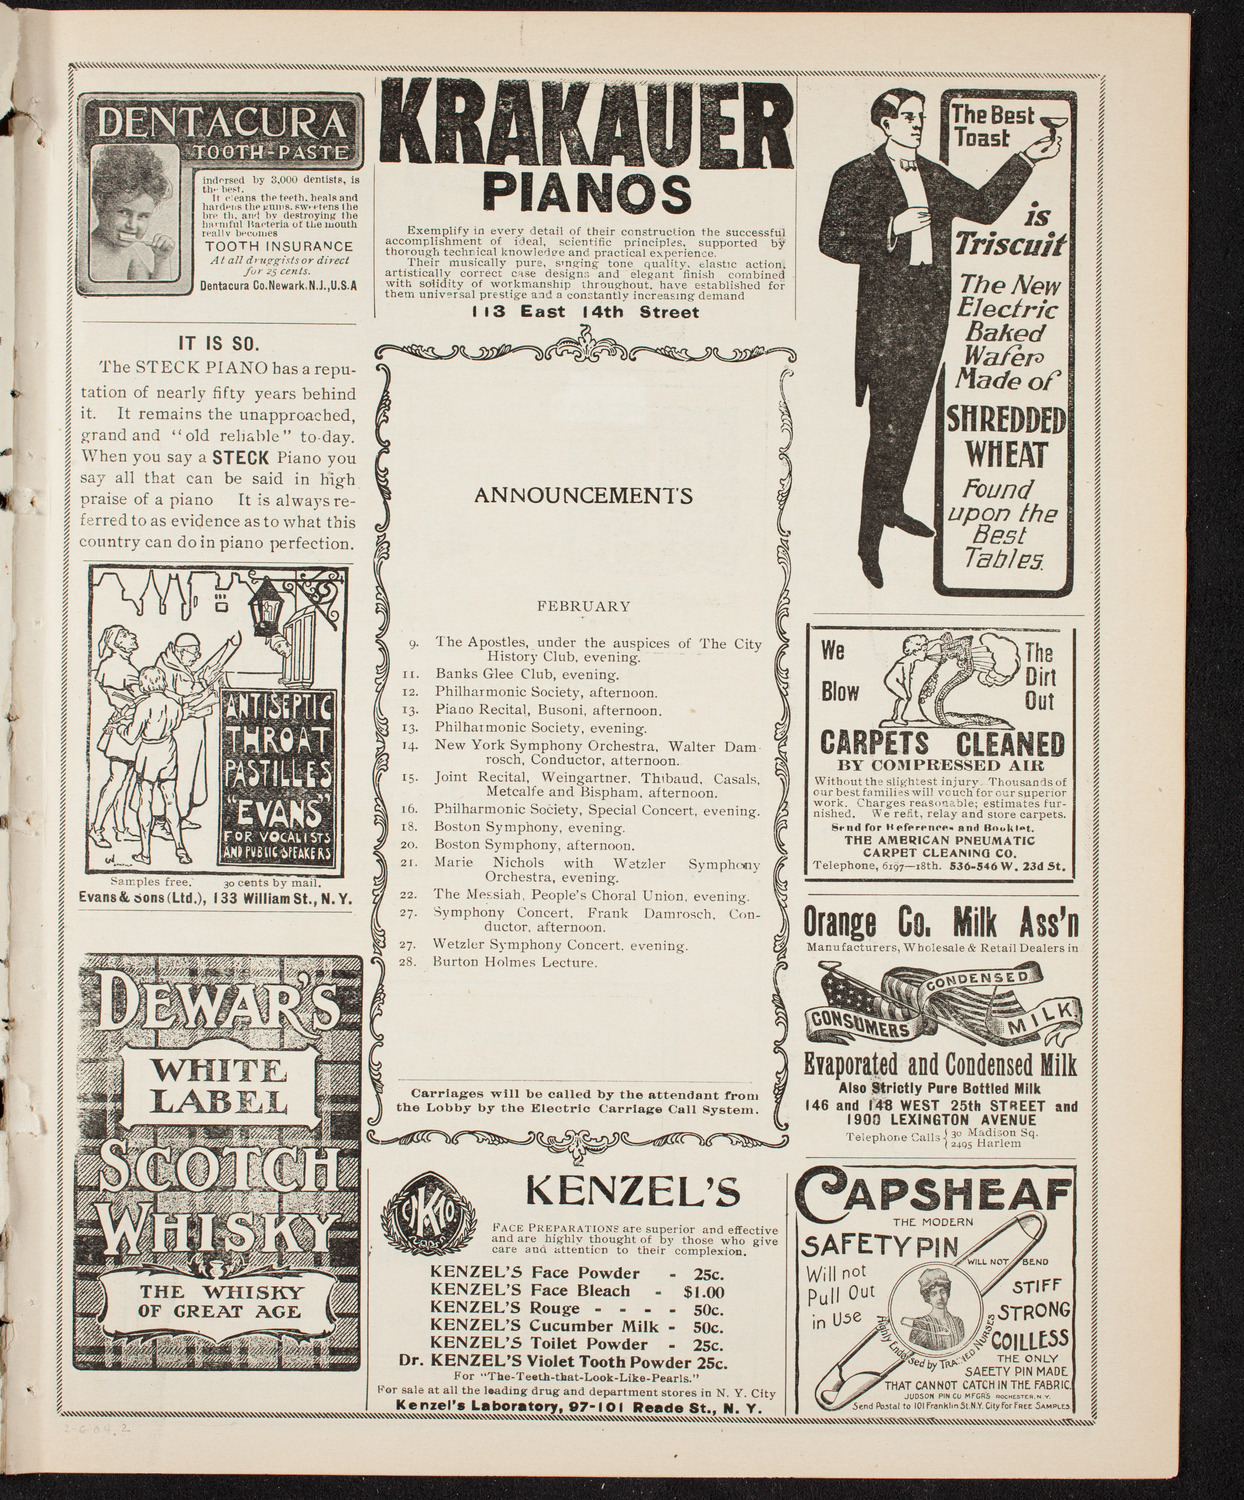 DENTACURA
TOOTH-PASTE
indorsed by 3,000 dentists, is
the best.
It cleans the teeth, heals and
hardens the gums, sweetens the
bre th, and by destroying the
harmful Bacteria of the mouth
really becomes
TOOTH INSURANCE
At all druggists or direct
for 25 cents.
Dentacura Co. Newark. N.J., U.S.A
IT IS SO.
The STECK PIANO has a repu-
tation of nearly fifty years behind
it. It remains the unapproached,
grand and "old reliable" to-day.
When you say a STECK Piano you
say all that can be said in high
praise of a piano It is always re-
ferred to as evidence as to what this
country can do in piano perfection.
ANTISEPTIC
THROAT
PASTILLES
"EVANS"
FOR VOCALISTS
AND PUBLIC SPEAKERS
Samples free. 30 cents by mail.
Evans & Sons (Ltd.), 133 William St., N. Y.
DEWAR'S
WHITE
LABEL
SCOTCH
WHISKY
THE WHISKY
OF GREAT AGE
KRAKAUER
PIANOS
Exemplify in every detail of their construction the successful
accomplishment of ideal, scientific principles, supported by
thorough technical knowledge and practical experience.
Their musically pure, singing tone quality, elastic action,
artistically correct case designs and elegant finish combined
with solidity of workmanship throughout, have established for
them universal prestige and a constantly increasing demand
113 East 14th Street
ANNOUNCEMENTS
FEBRUARY
9. The Apostles, under the auspices of The City
History Club, evening.
11. Banks Glee Club, evening.
12. Philharmonic Society, afternoon.
13. Piano Recital, Busoni, afternoon.
13. Philharmonic Society, evening.
14. New York Symphony Orchestra, Walter Dam-
rosch, Conductor, afternoon.
15. Joint Recital, Weingartner, Thibaud, Casals,
Metcalfe and Bispham, afternoon.
16. Philharmonic Society, Special Concert, evening.
18. Boston Symphony, evening.
20. Boston Symphony, afternoon.
21. Marie Nichols with Wetzler Symphony
Orchestra, evening.
22. The Messiah, People's Choral Union, evening.
27. Symphony Concert, Frank Damrosch, Con-
ductor, afternoon.
27. Wetzler Symphony Concert, evening.
28. Burton Holmes Lecture.
Carriages will be called by the attendant from
the Lobby by the Electric Carriage Call System.
KENZEL'S
FACE PREPARATIONS are superior and effective
and are highly thought of by those who give
care and attention to their complexion.
KENZEL'S Face Powder - 25c.
KENZEL'S Face Bleach - $1.00
KENZEL'S Rouge - - - - 50c.
KENZEL'S Cucumber Milk - 50c.
KENZEL'S Toilet Powder - 25c.
Dr. KENZEL'S Violet Tooth Powder 25c.
For "The-Teeth-that-Look-Like-Pearls."
For sale at all the leading drug and department stores in N. Y. City
Kenzel's Laboratory, 97-101 Reade St., N. Y.
The Best
Toast
is
Triscuit
The New
Electric
Baked
Wafer
Made of
SHREDDED
WHEAT
Found
upon the
Best
Tables.
We
Blow
The
Dirt
Out
CARPETS CLEANED
BY COMPRESSED AIR
Without the slightest injury. Thousands of
our best families will vouch for our superior
work. Charges reasonable; estimates fur-
nished. We refit, relay and store carpets.
Send for References and Booklet.
THE AMERICAN PNEUMATIC
CARPET CLEANING CO.
Telephone, 6197—18th. 536-546 W. 23d St.
Orange Co. Milk Ass'n
Manufacturers, Wholesale & Retail Dealers in
CONSUMERS
CONDENSED
MILK
Evaporated and Condensed Milk
Also Strictly Pure Bottled Milk
146 and 148 WEST 25th STREET and
1900 LEXINGTON AVENUE
Telephone Calls { 30 Madison Sq.
2495 Harlem
CAPSHEAF
THE MODERN
SAFETY PIN
WILL NOT BEND
Will not
Pull Out
in Use
STIFF
STRONG
COILLESS
Highly Endorsed by TRAINED NURSES
THE ONLY
SAFETY PIN MADE
THAT CANNOT CATCH IN THE FABRIC.
JUDSON PIN CO MFGRS ROCHESTER, N.Y.
Send Postal to 101 Franklin St. N.Y. City for FREE SAMPLES
2-6-04.2